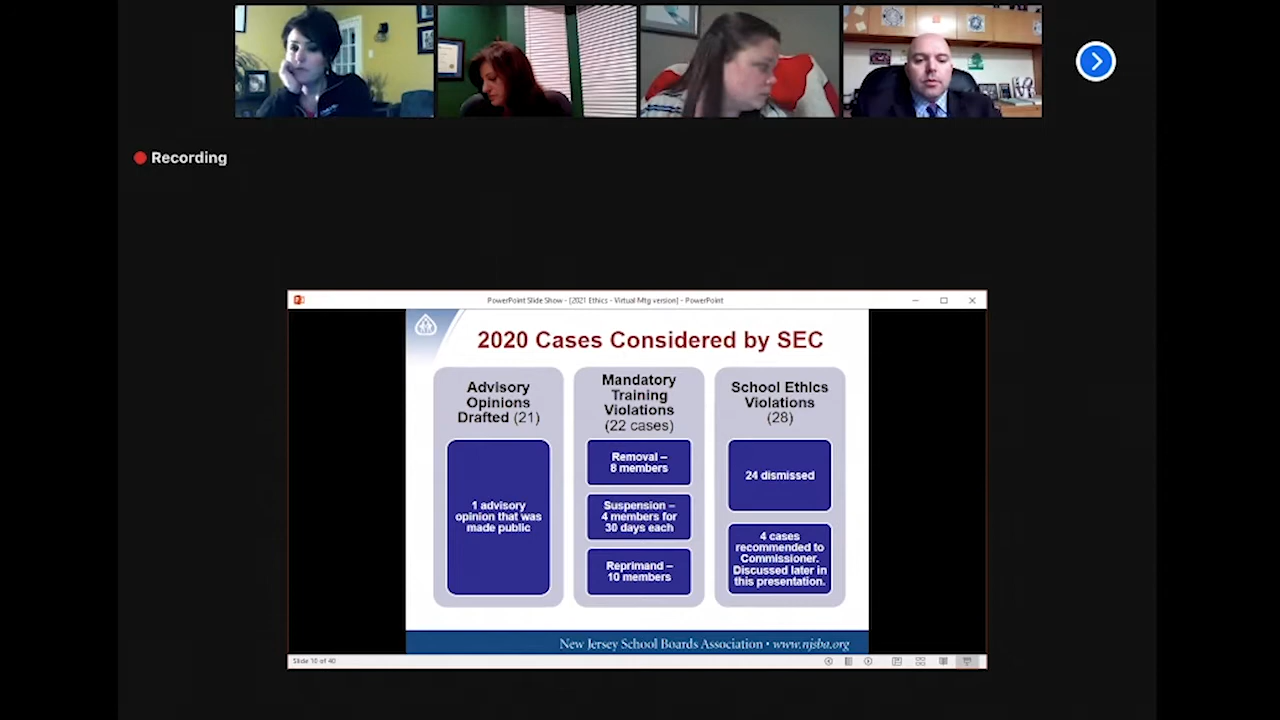 Recording
PowerPoint Slide Show - [2021 Ethics - Virtual Mtg version] - PowerPoint
2020 Cases Considered by SEC
Advisory
Opinions
Drafted (21)
1 advisory
opinion that was
made public
Mandatory
Training
Violations
(22 cases)
Removal –
8 members
Suspension –
4 members for
30 days each
Reprimand –
10 members
School Ethics
Violations
(28)
24 dismissed
4 cases
recommended to
Commissioner.
Discussed later in
this presentation.
New Jersey School Boards Association • www.njsba.org
Slide 10 of 40